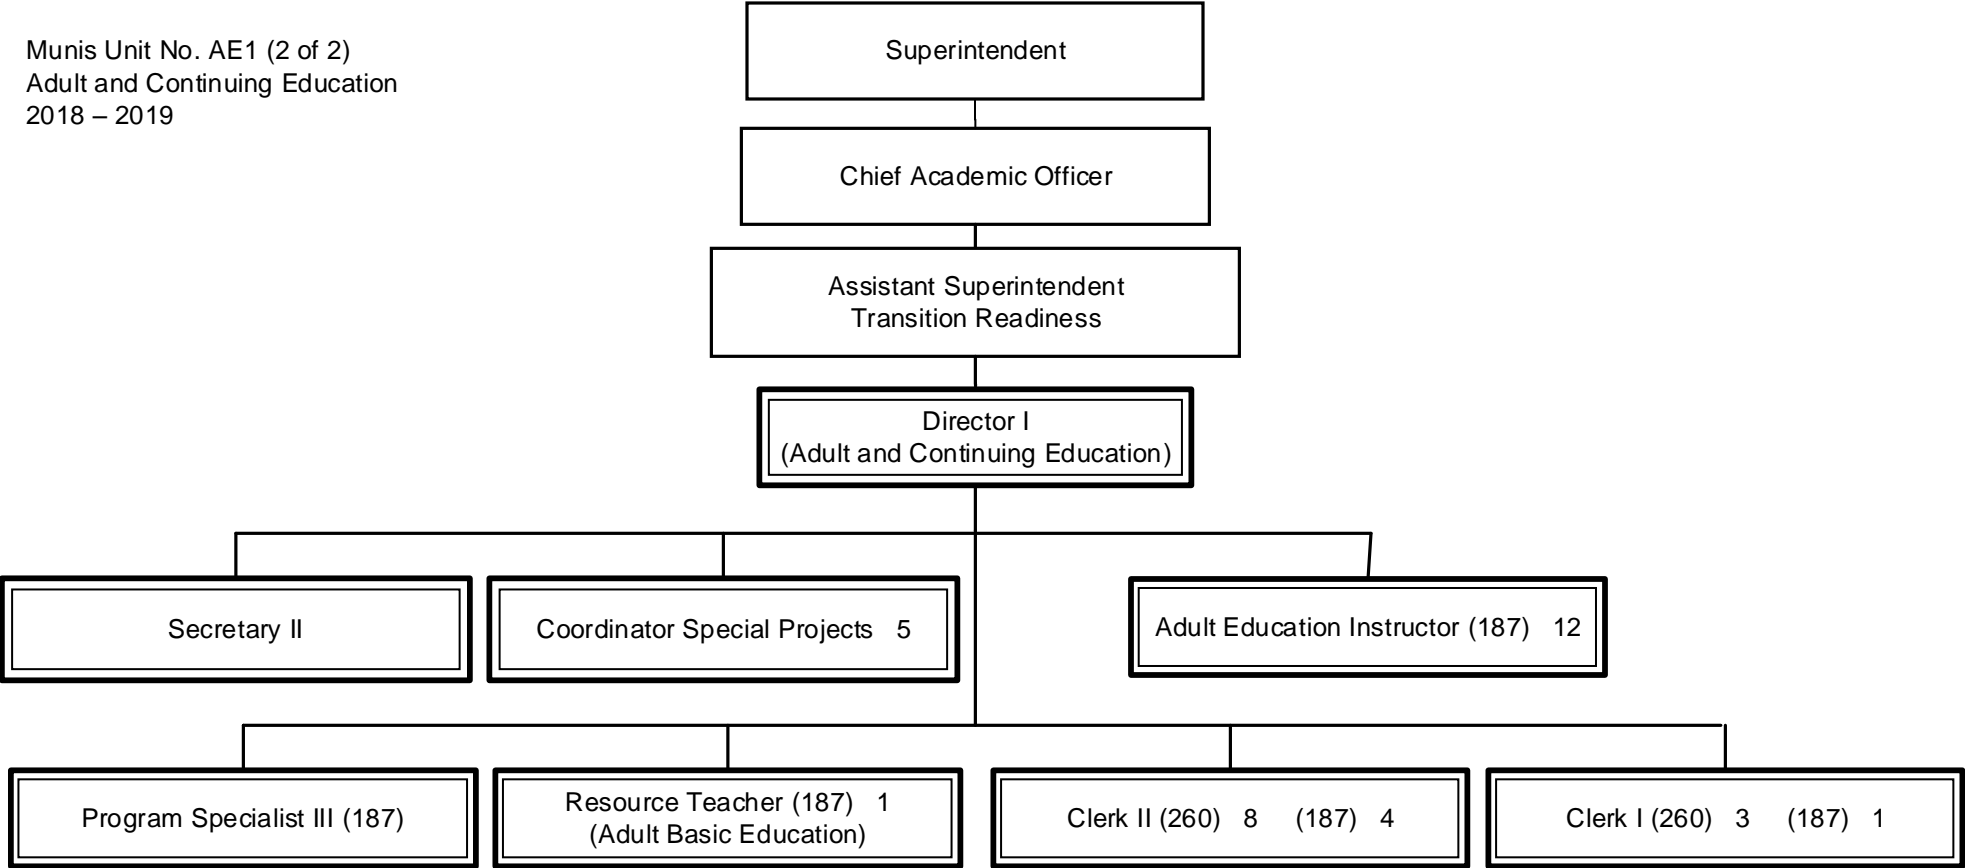 Munis Unit No. AE1 (2 of 2)
Adult and Continuing Education
2018 – 2019
Superintendent
Chief Academic Officer
Assistant Superintendent
Transition Readiness
Director I
(Adult and Continuing Education)
Secretary II
Coordinator Special Projects 5
Adult Education Instructor (187) 12
Program Specialist III (187)
Resource Teacher (187) 1
(Adult Basic Education)
Clerk II (260) 8 (187) 4
Clerk I (260) 3 (187) 1